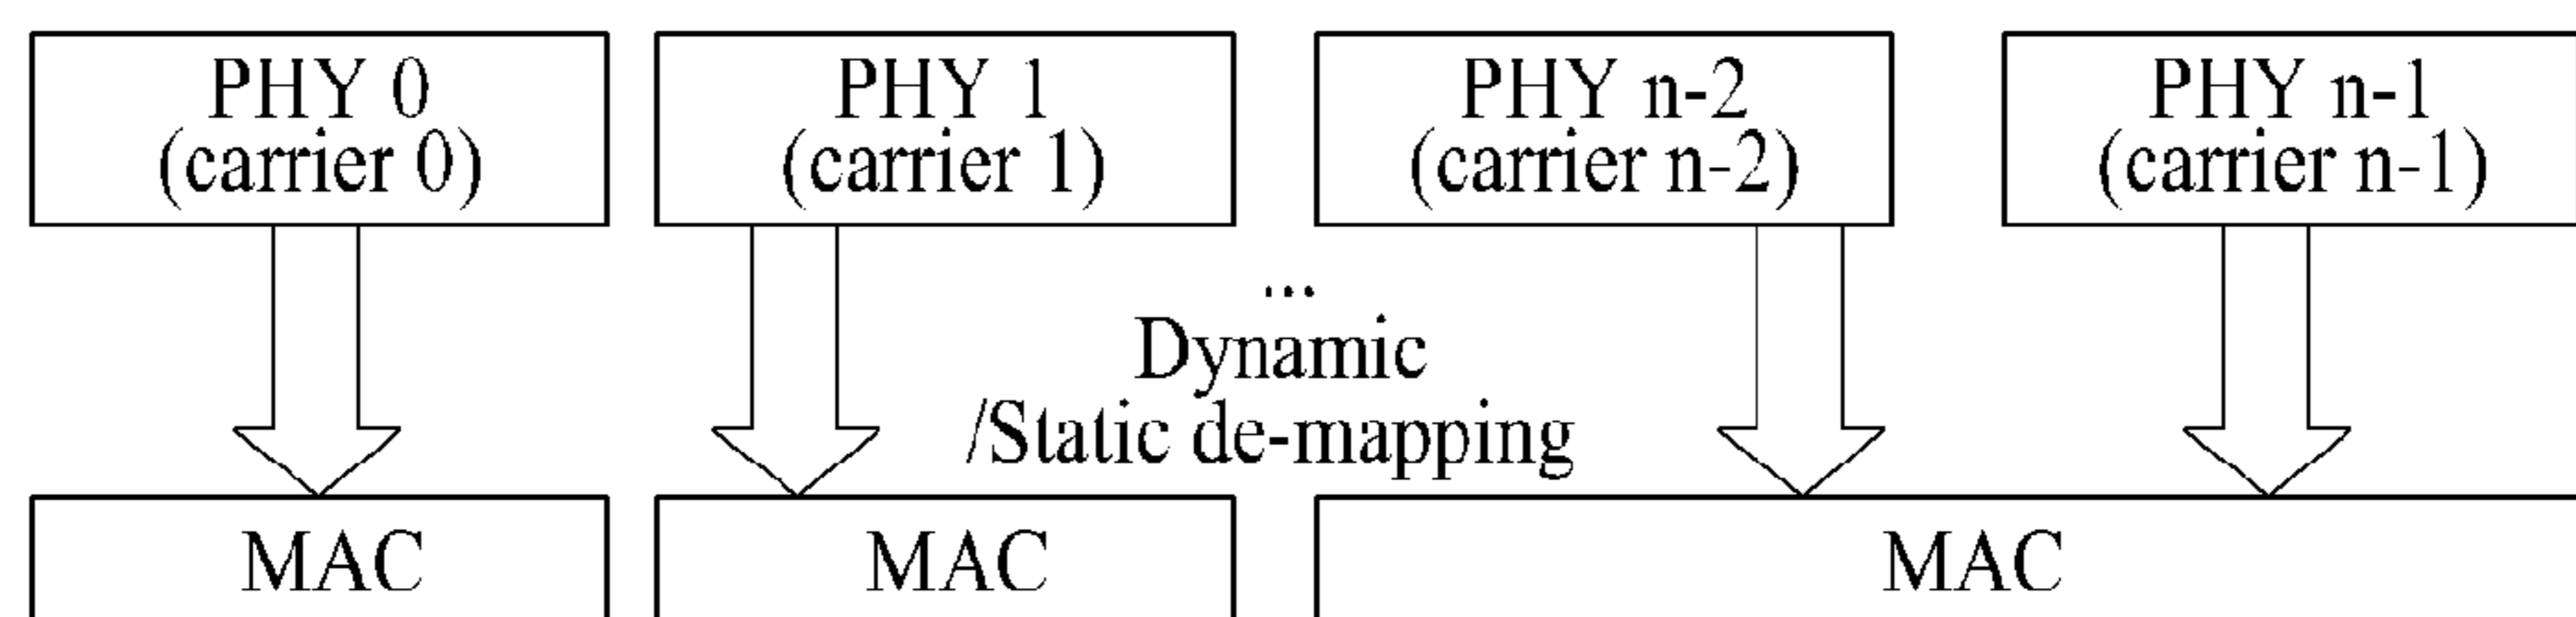 PHY 0
(carrier 0)
PHY 1
(carrier 1)
PHY n-2
(carrier n-2)
PHY n-1
(carrier n-1)
...
Dynamic
/Static de-mapping
MAC
MAC
MAC